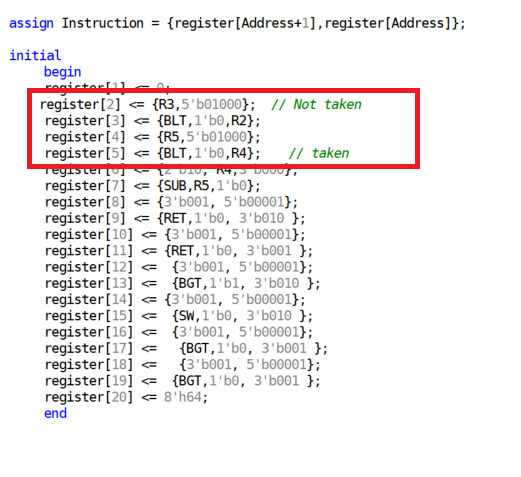 assign Instruction = {register[Address+1],register[Address]};
initial
begin
register[1] <= 0;
register[2] <= {R3,5'b01000};  // Not taken
register[3] <= {BLT,1'b0,R2};
register[4] <= {R5,5'b01000};
register[5] <= {BLT,1'b0,R4};   // taken
register[6] <= {2'b10, R4,3'b000};
register[7] <= {SUB,R5,1'b0};
register[8] <= {3'b001, 5'b00001};
register[9] <= {RET,1'b0, 3'b010 };
register[10] <= {3'b001, 5'b00001};
register[11] <= {RET,1'b0, 3'b001 };
register[12] <=  {3'b001, 5'b00001};
register[13] <=  {BGT,1'b1, 3'b010 };
register[14] <= {3'b001, 5'b00001};
register[15] <=  {SW,1'b0, 3'b010 };
register[16] <=  {3'b001, 5'b00001};
register[17] <=   {BGT,1'b0, 3'b001 };
register[18] <=   {3'b001, 5'b00001};
register[19] <=  {BGT,1'b0, 3'b001 };
register[20] <= 8'h64;
end